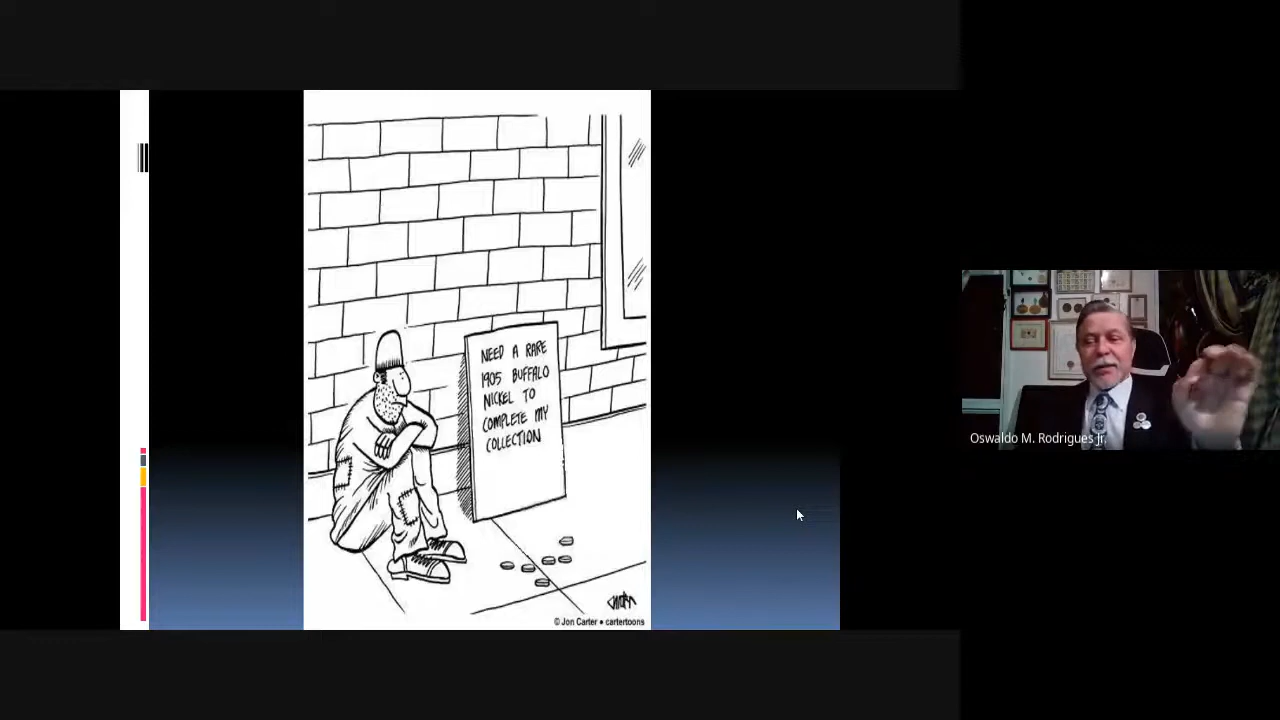 NEED A RARE
1905 BUFFALO
NICKEL TO
COMPLETE MY
COLLECTION
© Jon Carter ● cartertoons
Oswaldo M. Rodrigues Jr.